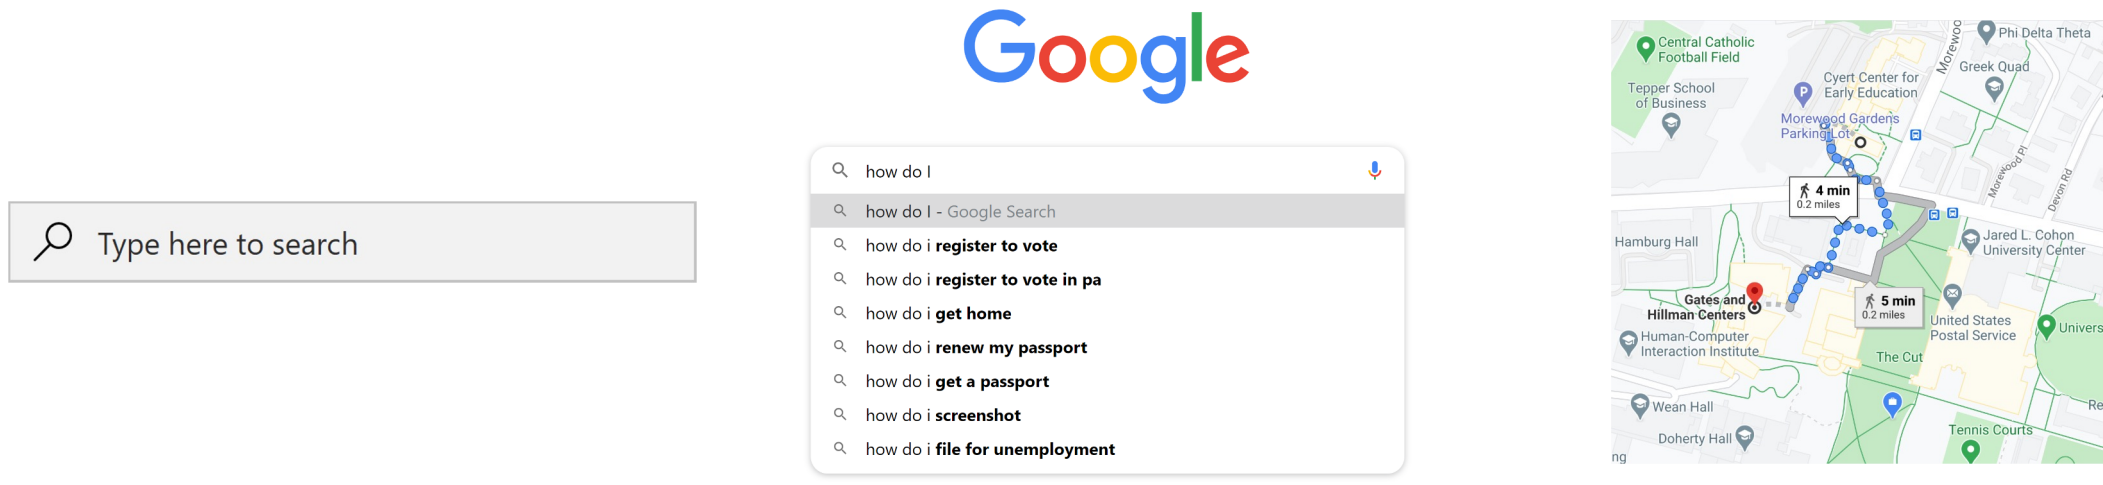 Type here to search
Google
how do I
how do I - Google Search
how do i register to vote
how do i register to vote in pa
how do i get home
how do i renew my passport
how do i get a passport
how do i screenshot
how do i file for unemployment
Central Catholic
Football Field
Tepper School
of Business
Cyert Center for
Early Education
P
Morewood Gardens
Parking Lot
Phi Delta Theta
Greek Quad
Morewood Pl
Devon Rd
4 min
0.2 miles
Hamburg Hall
Jared L. Cohon
University Center
Gates and
Hillman Centers
5 min
0.2 miles
United States
Postal Service
Human-Computer
Interaction Institute
The Cut
Wean Hall
Doherty Hall
Tennis Courts